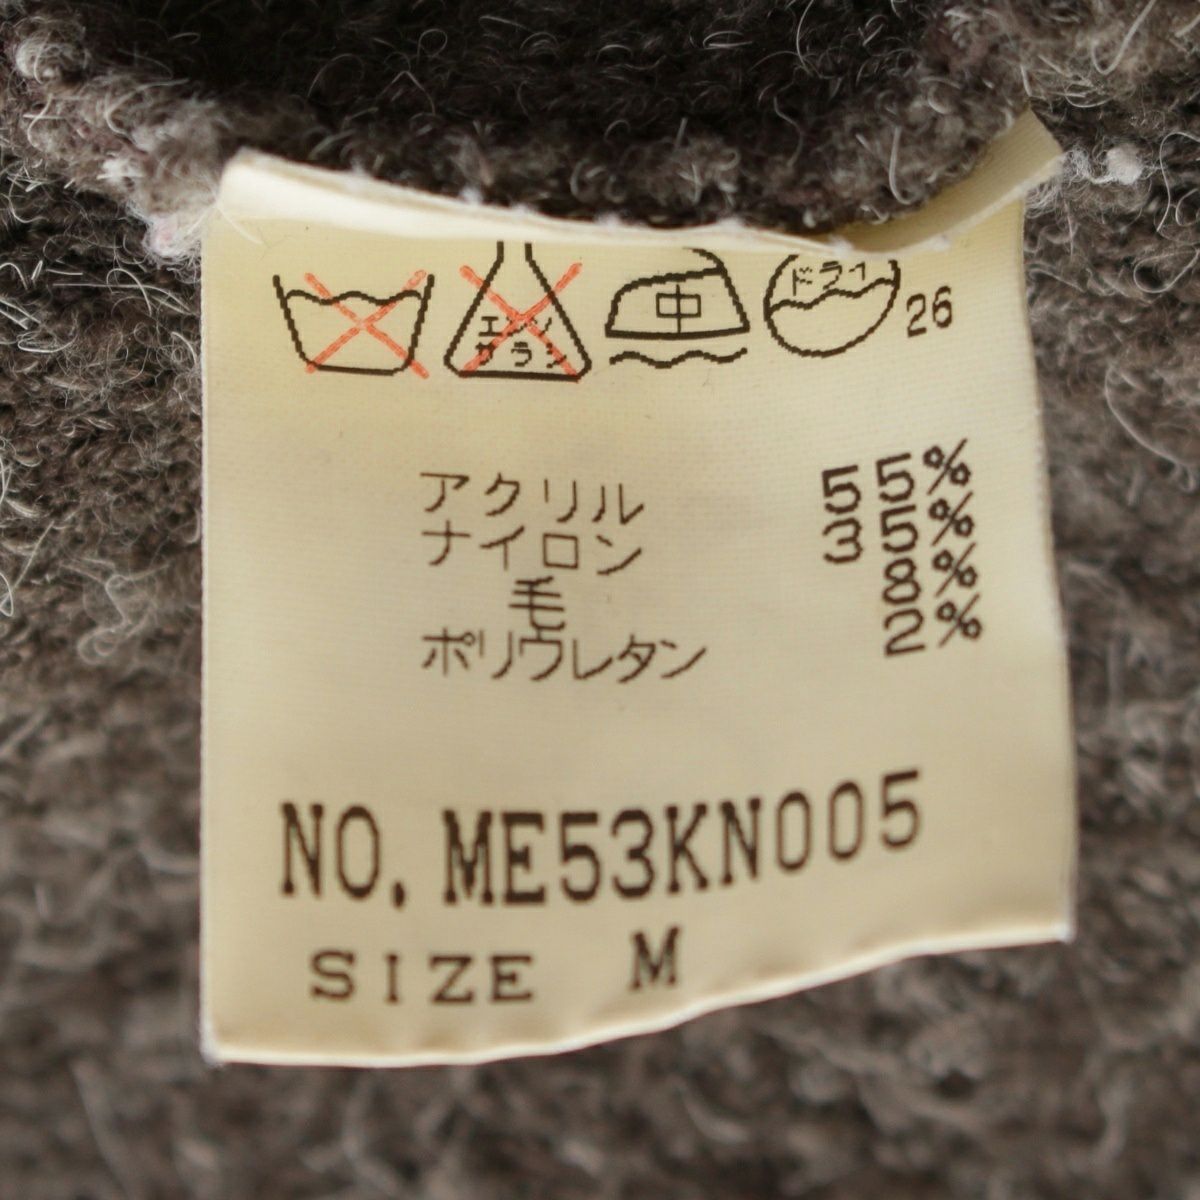 エンソ
サラシ
中
ドライ
26
アクリル 55%
ナイロン 35%
毛 8%
ポリウレタン 2%
NO.ME53KN005
SIZE M